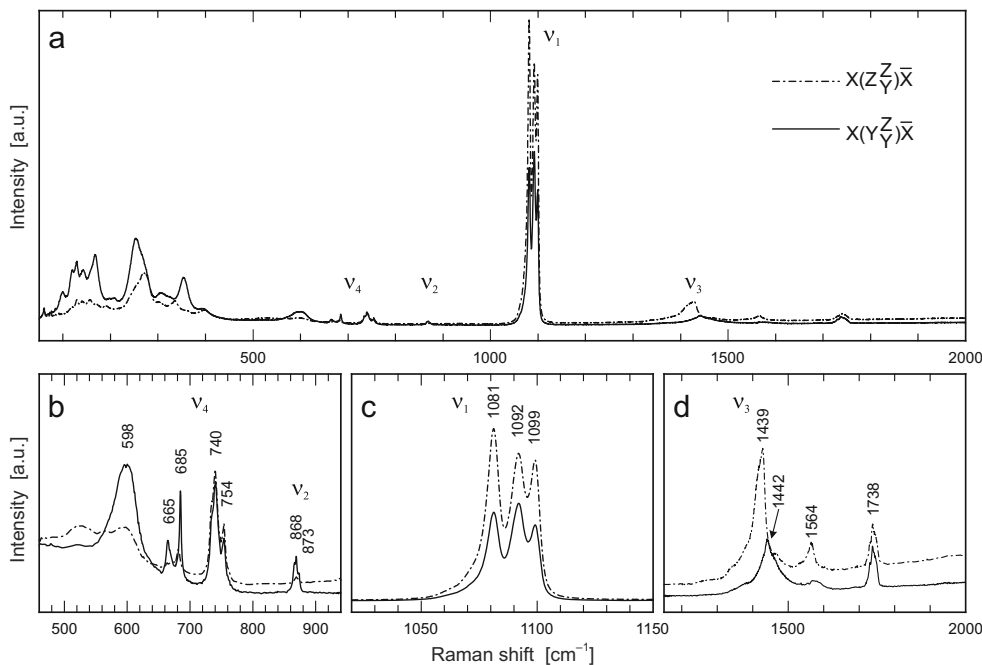 a
ν1
X(Z Z Y)X̅
X(Y Z Y)X̅
ν4
ν2
ν3
Intensity [a.u.]
500
1000
1500
2000
b
ν4
598
665
685
740
754
ν2
868
873
Intensity [a.u.]
500
600
700
800
900
c
ν1
1081
1092
1099
1050
1100
1150
d
ν3
1439
1442
1564
1738
1500
2000
Raman shift [cm⁻¹]